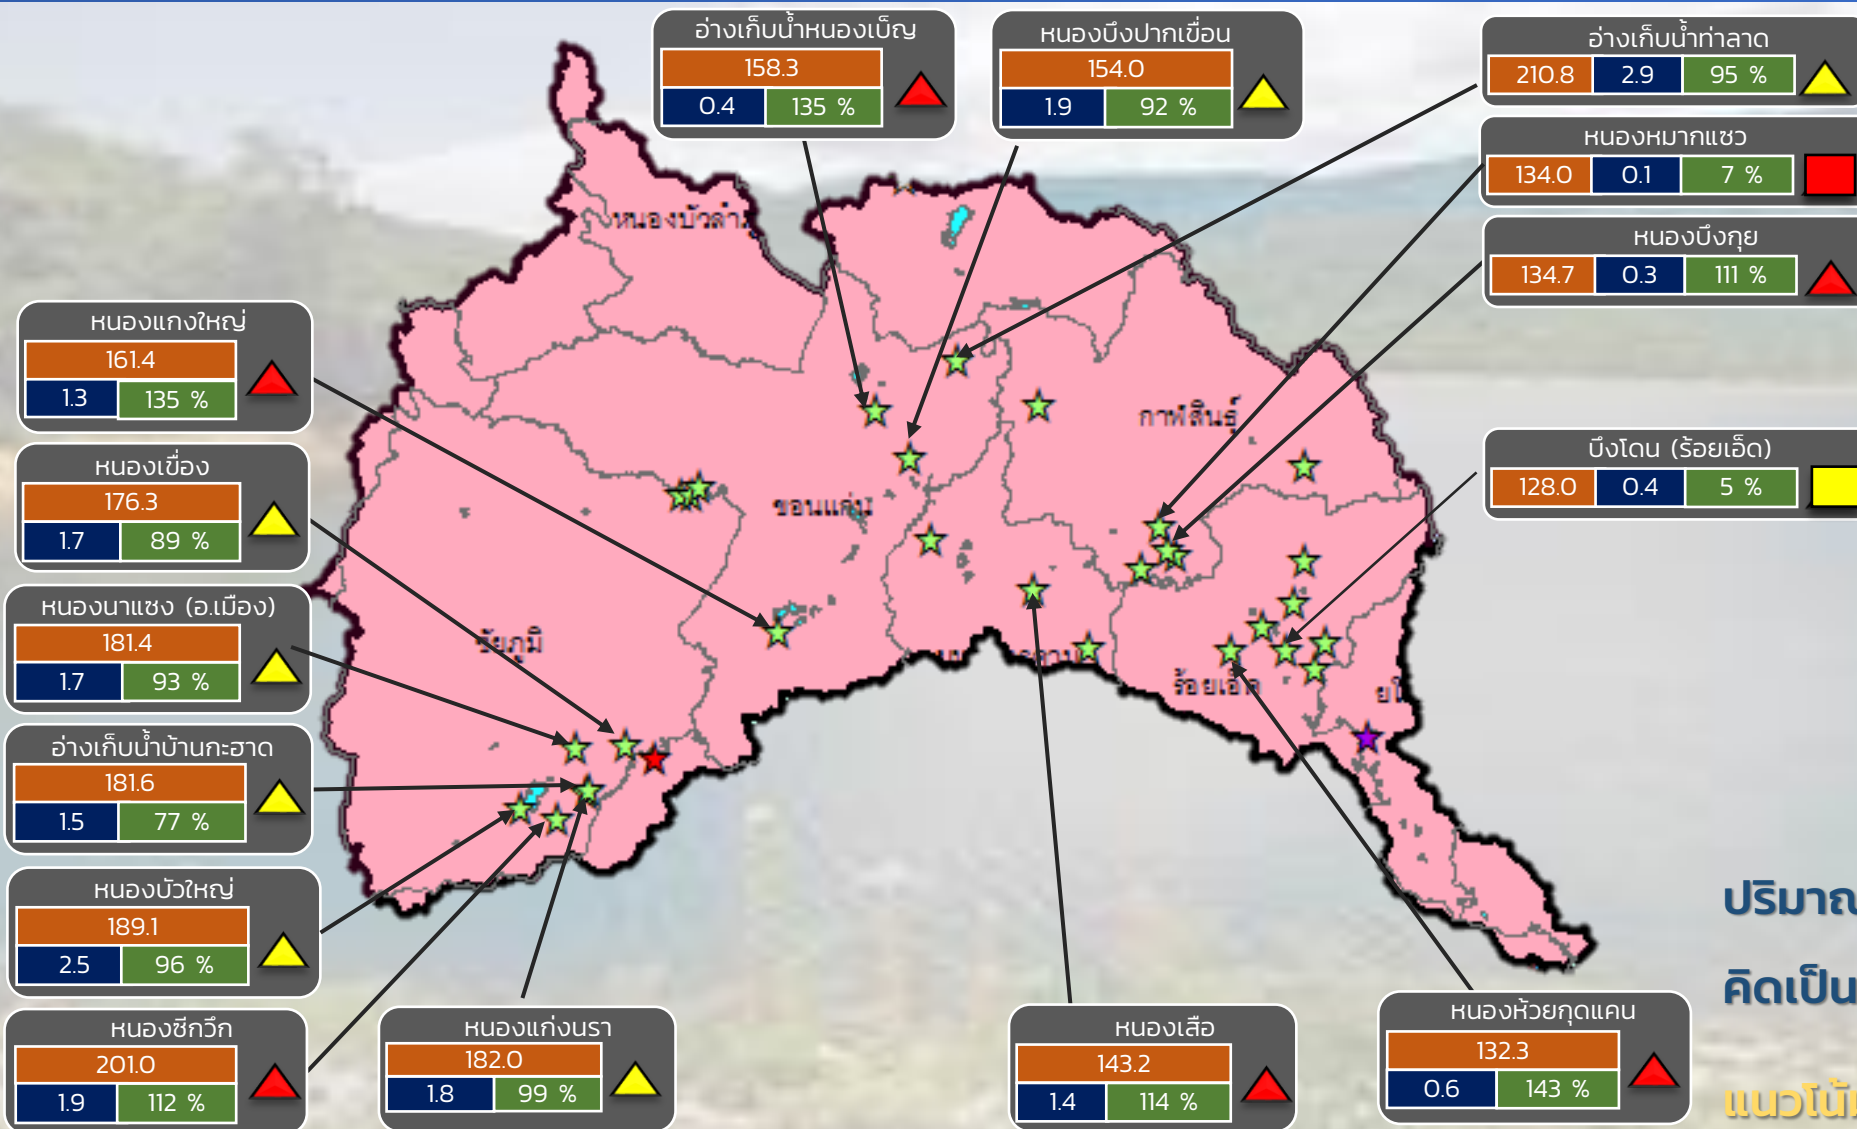 อ่างเก็บน้ำหนองเบ็ญ
158.3
0.4 135 %
หนองบึงปากเขื่อน
154.0
1.9 92 %
อ่างเก็บน้ำท่าลาด
210.8 2.9 95 %
หนองหมากแซว
134.0 0.1 7 %
หนองบึงกุย
134.7 0.3 111 %
บึงโดน (ร้อยเอ็ด)
128.0 0.4 5 %
หนองแกงใหญ่
161.4
1.3 135 %
หนองเขื่อง
176.3
1.7 89 %
หนองนาแซง (อ.เมือง)
181.4
1.7 93 %
อ่างเก็บน้ำบ้านกะฮาด
181.6
1.5 77 %
หนองบัวใหญ่
189.1
2.5 96 %
หนองซีกวึก
201.0
1.9 112 %
หนองแก่งนรา
182.0
1.8 99 %
หนองเสือ
143.2
1.4 114 %
หนองห้วยกุดแคน
132.3
0.6 143 %
หนองบัวลำภู
กาฬสินธุ์
ขอนแก่น
ชัยภูมิ
ร้อยเอ็ด
ปริมาณ
คิดเป็น
แนวโน้ม